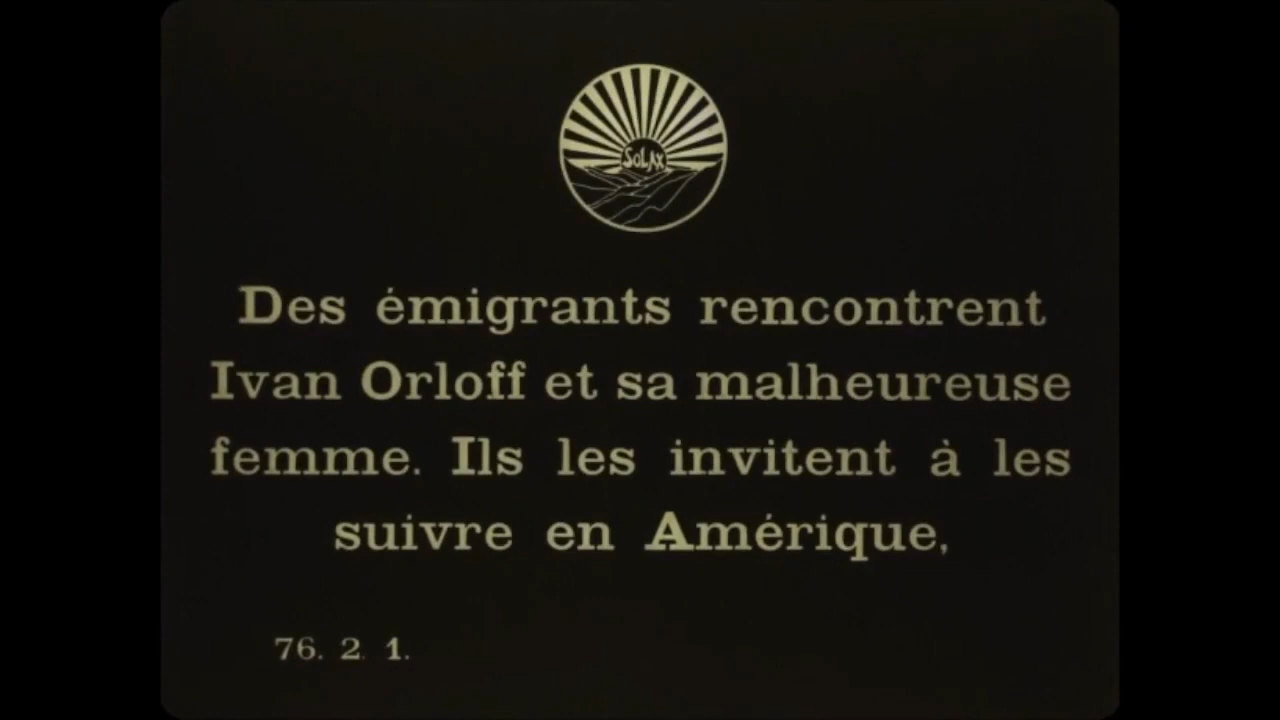 SOLAX
Des émigrants rencontrent
Ivan Orloff et sa malheureuse
femme. Ils les invitent à les
suivre en Amérique,
76. 2. 1.